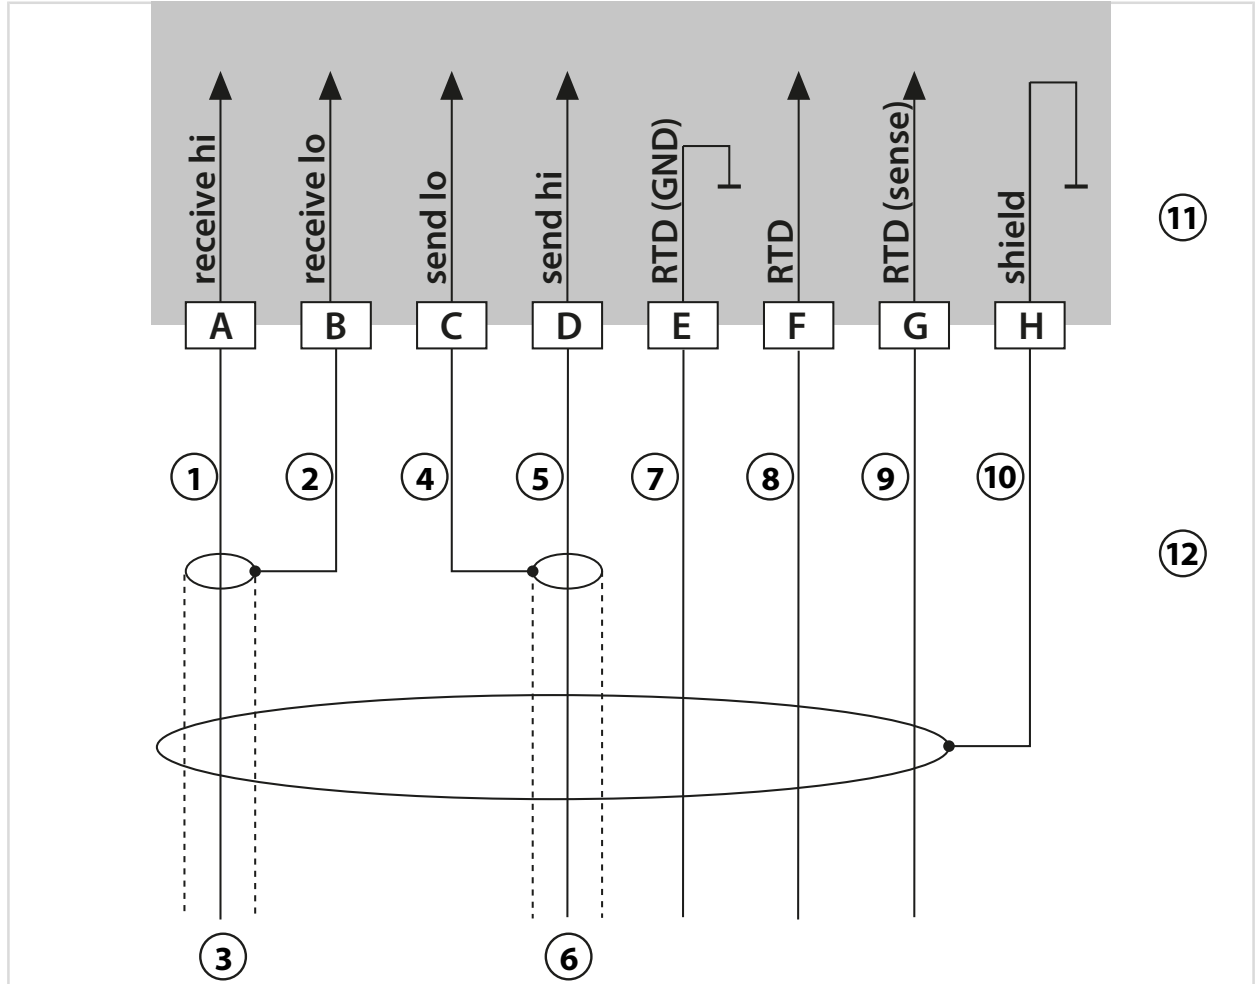 receive hi
receive lo
send lo
send hi
RTD (GND)
RTD
RTD (sense)
shield
11
A
B
C
D
E
F
G
H
1
2
4
5
7
8
9
10
12
3
6